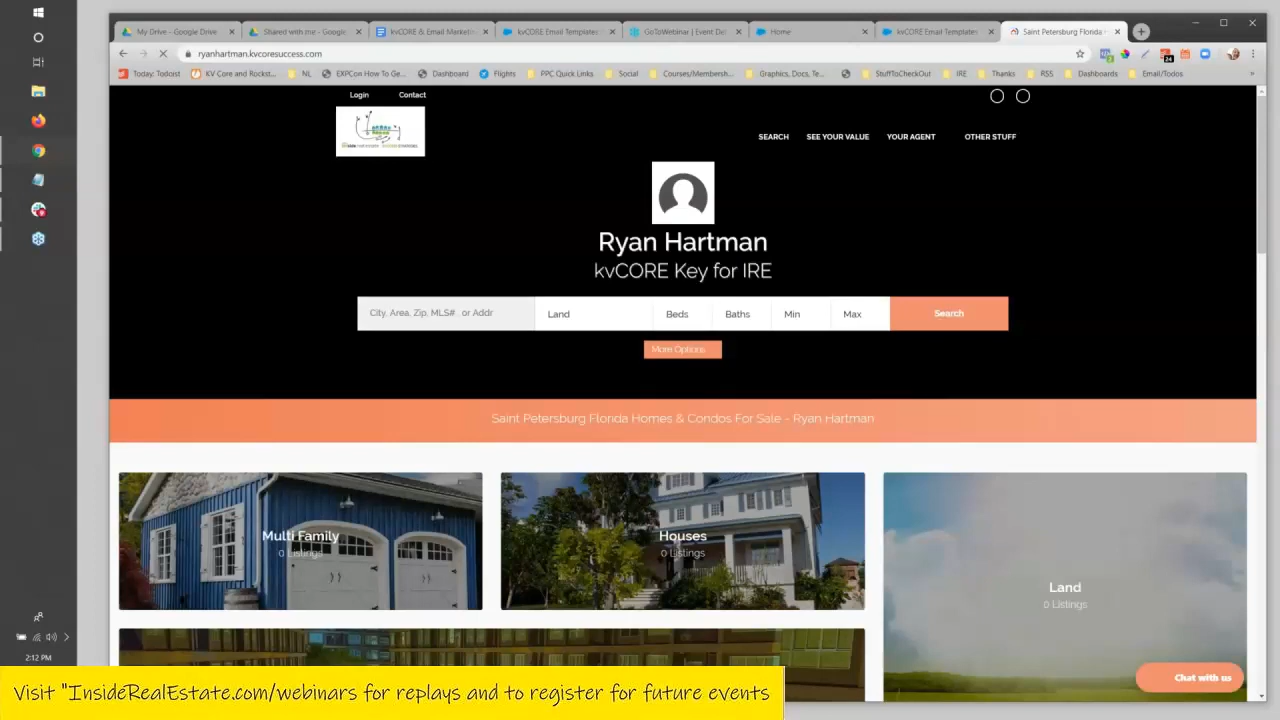 My Drive - Google Drive
Shared with me - Google
kvCORE & Email Marketin
kvCORE Email Templates
GoToWebinar | Event Del
Home
kvCORE Email Templates
Saint Petersburg Florida
ryanhartman.kvcoresuccess.com
Today: Todoist
KV Core and Rockst...
NL
EXPCon How To Ge...
Dashboard
Flights
PPC Quick Links
Social
Courses/Membersh...
Graphics, Docs, Te...
StuffToCheckOut
IRE
Thanks
RSS
Dashboards
Email/Todos
Login
Contact
SEARCH
SEE YOUR VALUE
YOUR AGENT
OTHER STUFF
Ryan Hartman
kvCORE Key for IRE
City, Area, Zip, MLS# , or Addr
Land
Beds
Baths
Min
Max
Search
More Options
Saint Petersburg Florida Homes & Condos For Sale - Ryan Hartman
Multi Family
0 Listings
Houses
0 Listings
Land
0 Listings
Chat with us
2:12 PM
Visit "InsideRealEstate.com/webinars for replays and to register for future events